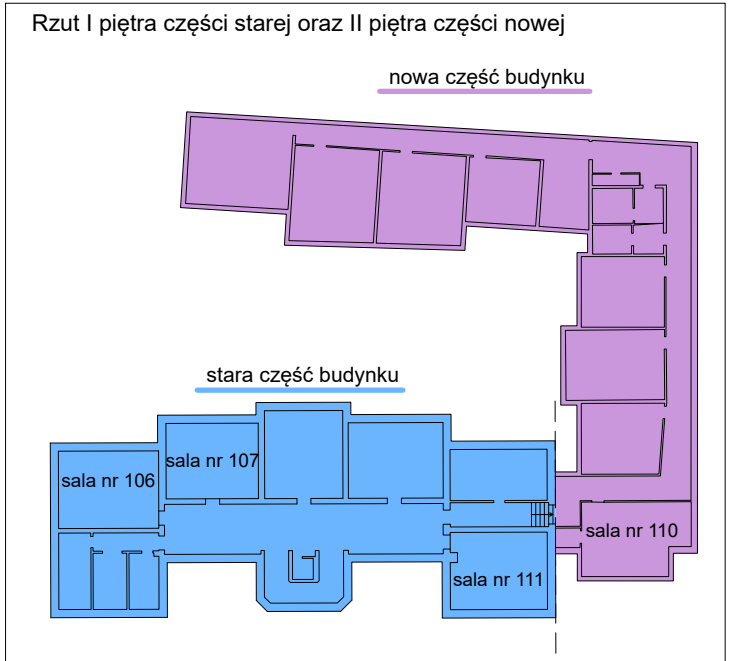 Rzut I piętra części starej oraz II piętra części nowej
nowa część budynku
stara część budynku
sala nr 107
sala nr 106
sala nr 110
sala nr 111